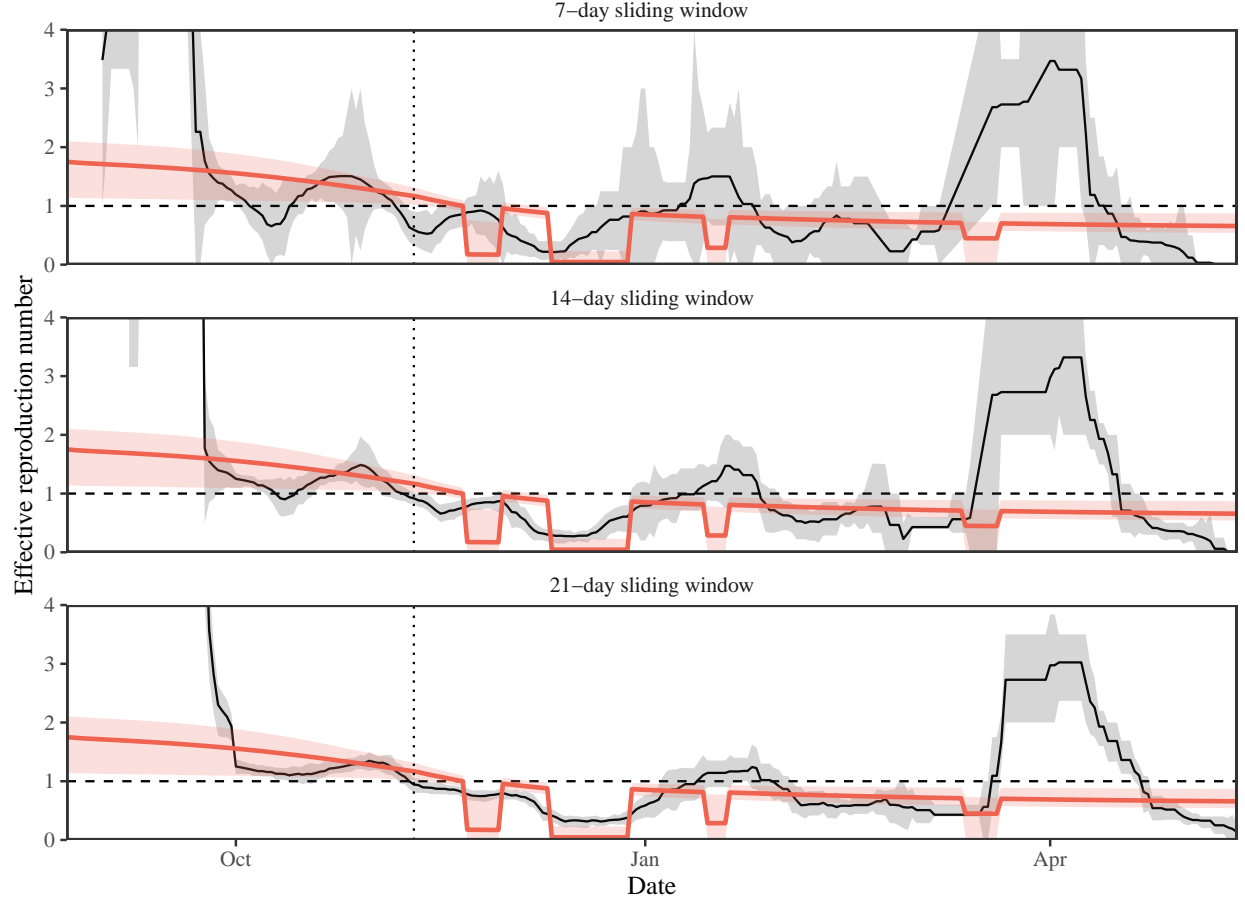 7−day sliding window
4
3
2
1
0
14−day sliding window
4
3
2
1
0
21−day sliding window
4
3
2
1
0
Effective reproduction number
Oct
Jan
Apr
Date